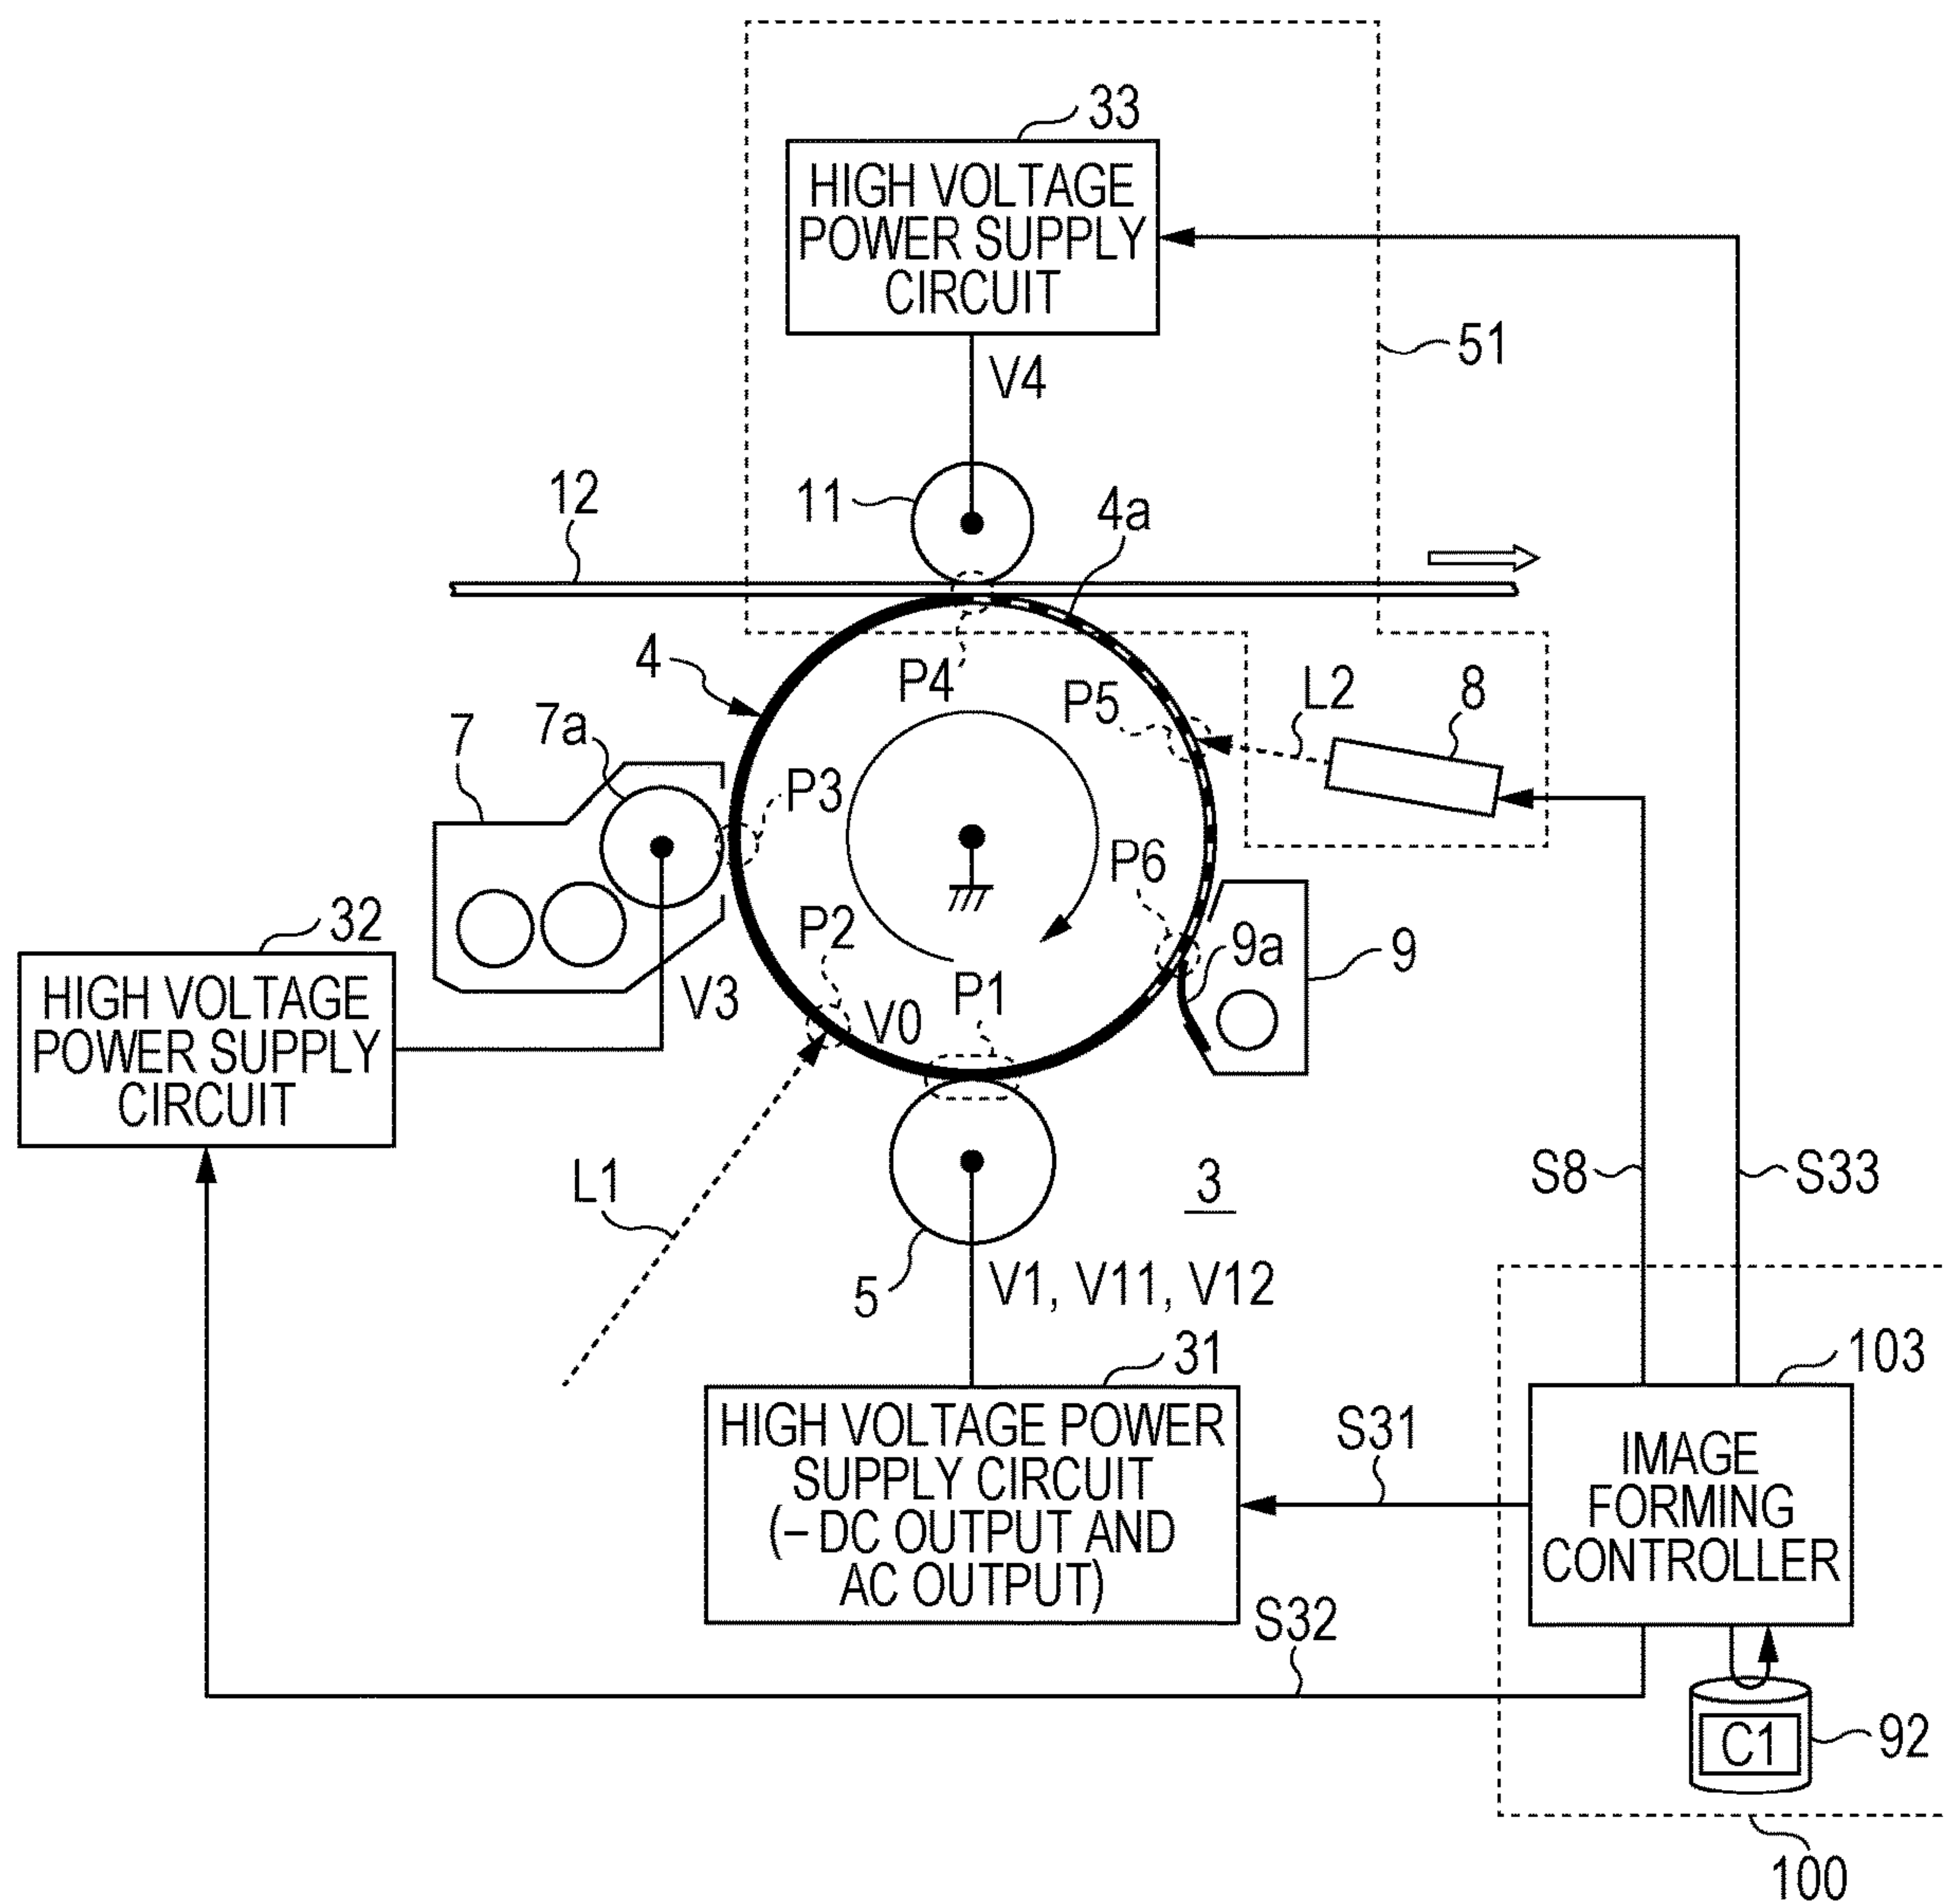 33
HIGH VOLTAGE
POWER SUPPLY
CIRCUIT
51
V4
12
11
4a
4
P4
P5
L2
8
7
7a
P3
P6
32
P2
9a
9
HIGH VOLTAGE
POWER SUPPLY
CIRCUIT
V3
V0
P1
L1
3
S8
S33
5
V1, V11, V12
31
103
HIGH VOLTAGE POWER
SUPPLY CIRCUIT
(– DC OUTPUT AND
AC OUTPUT)
S31
IMAGE
FORMING
CONTROLLER
S32
C1
92
100